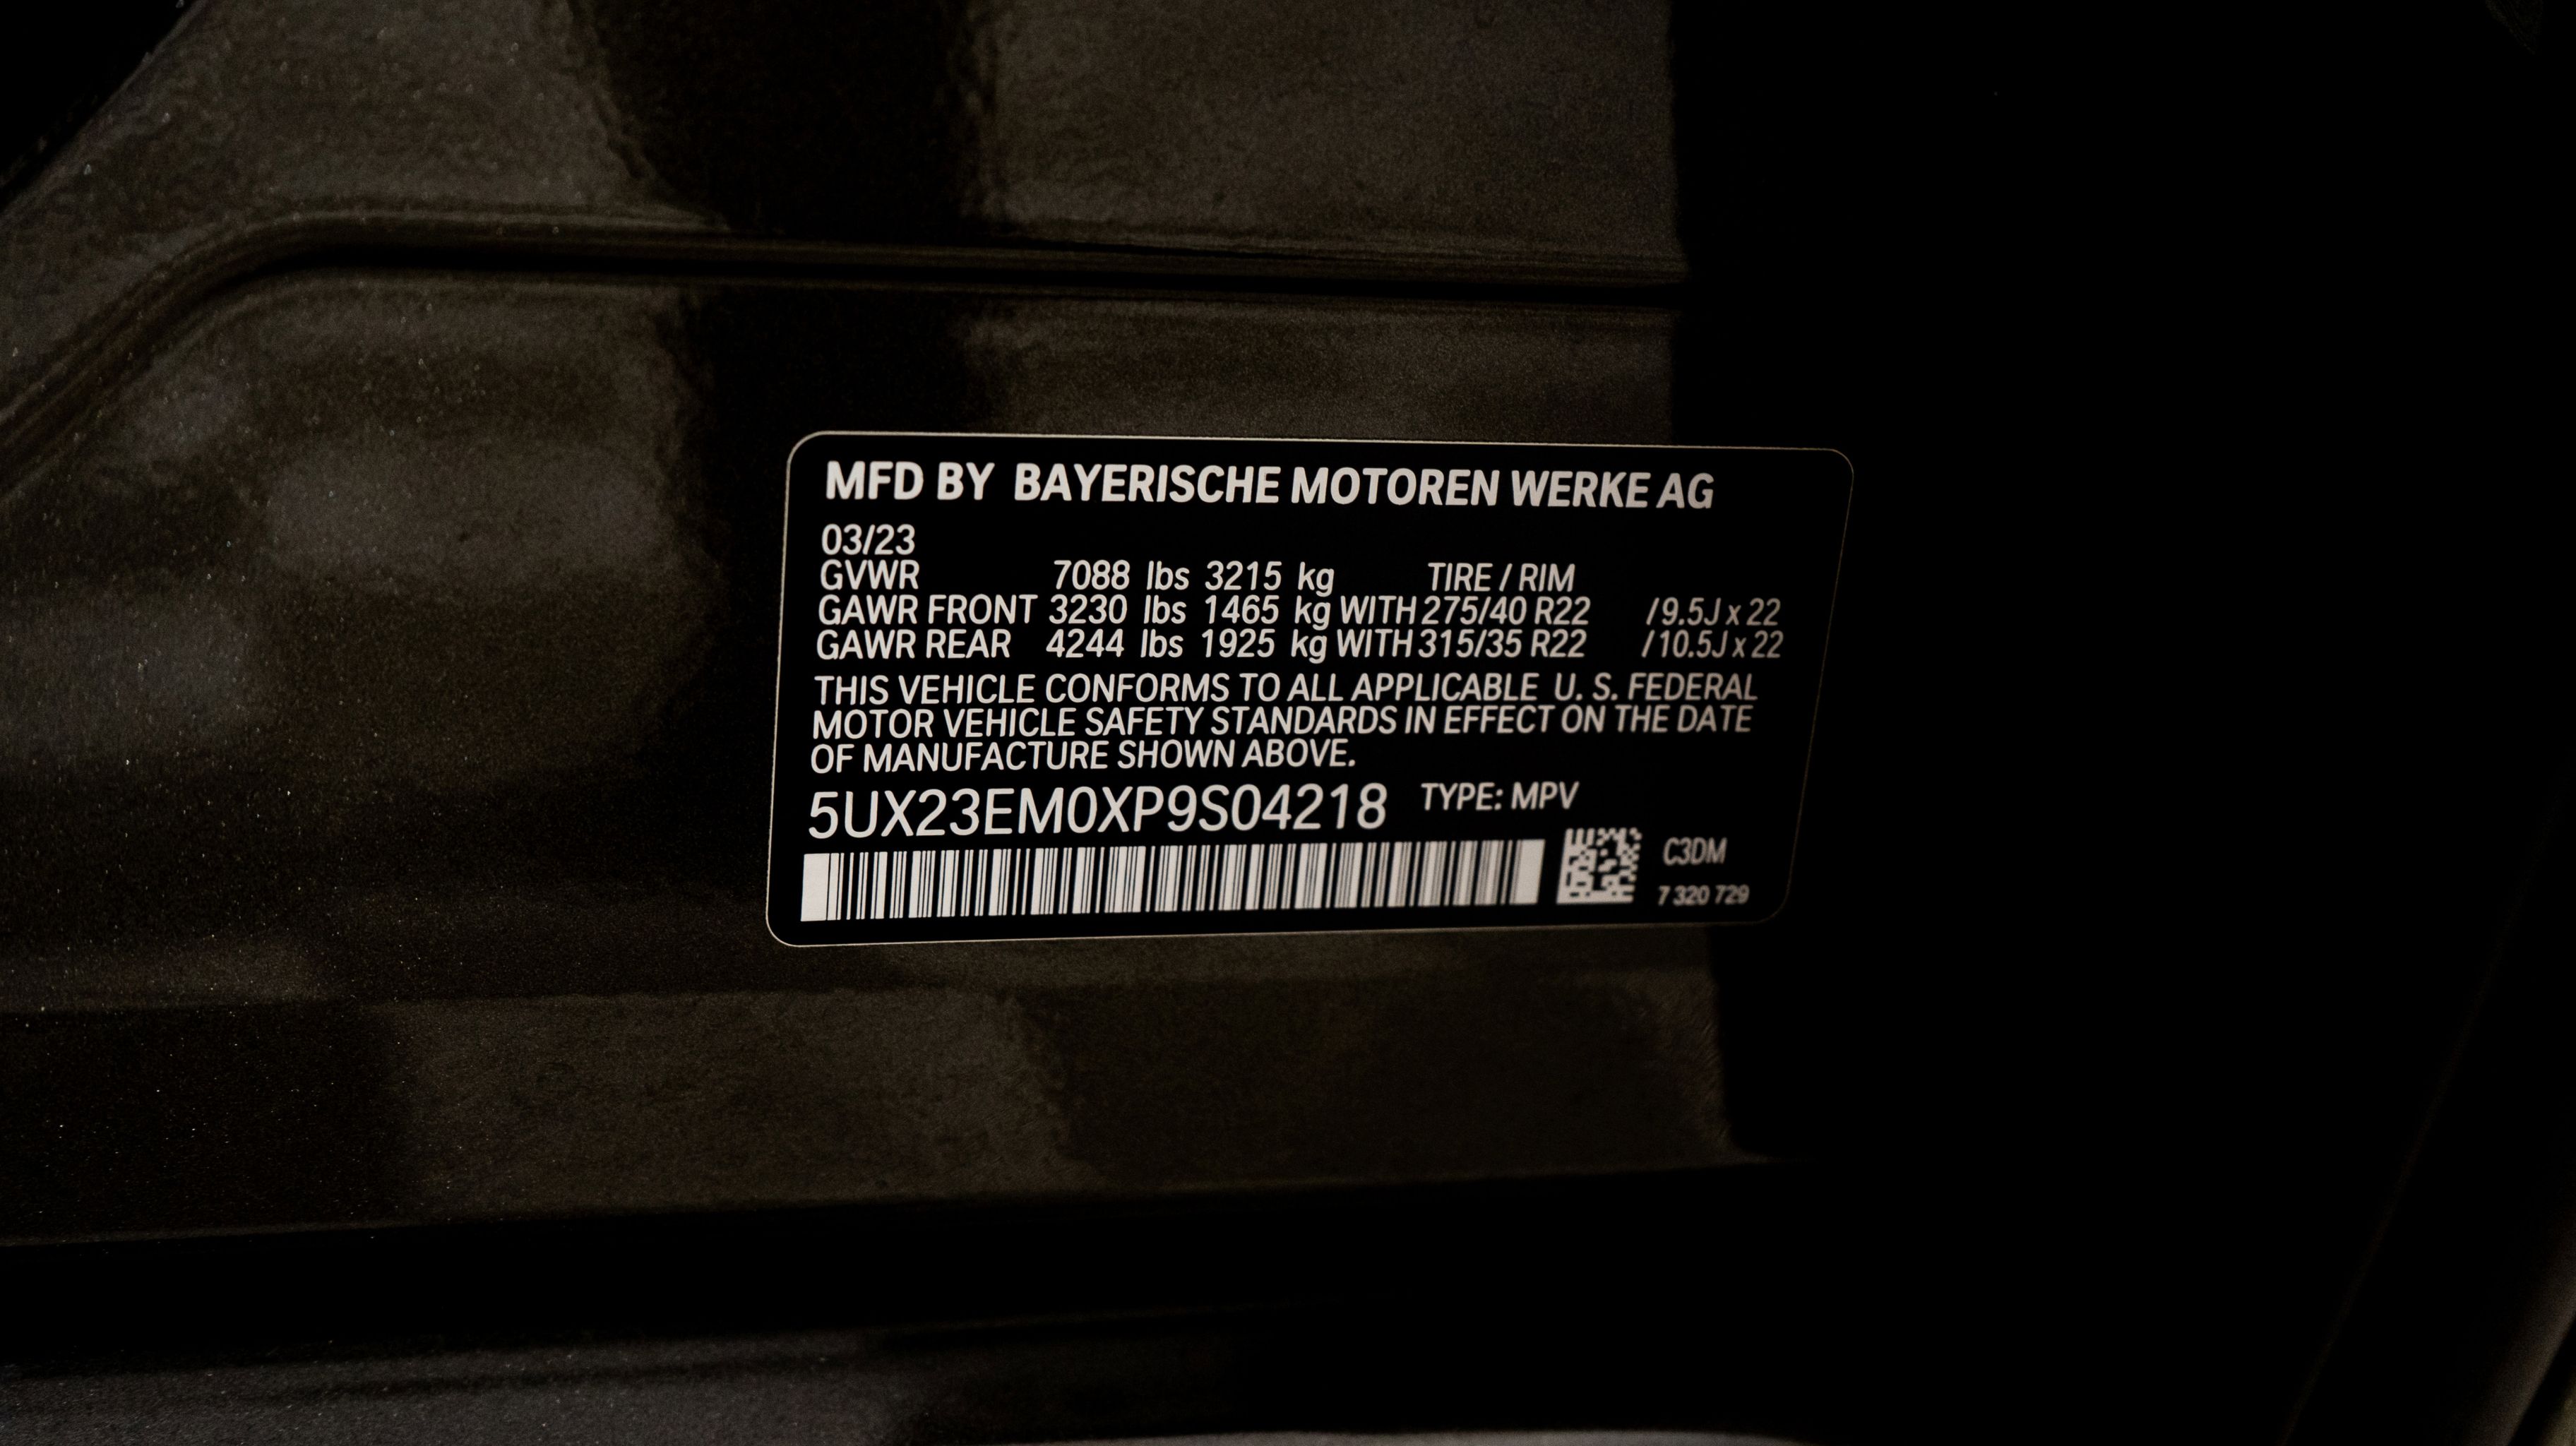 MFD BY BAYERISCHE MOTOREN WERKE AG
03/23
GVWR 7088 lbs 3215 kg TIRE / RIM
GAWR FRONT 3230 lbs 1465 kg WITH 275/40 R22 / 9.5J x 22
GAWR REAR 4244 lbs 1925 kg WITH 315/35 R22 / 10.5J x 22
THIS VEHICLE CONFORMS TO ALL APPLICABLE U. S. FEDERAL
MOTOR VEHICLE SAFETY STANDARDS IN EFFECT ON THE DATE
OF MANUFACTURE SHOWN ABOVE.
5UX23EM0XP9S04218 TYPE: MPV
C3DM
7 320 729